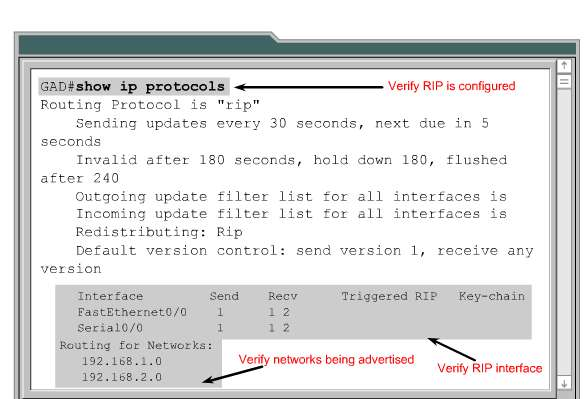 GAD#show ip protocols
Verify RIP is configured
Routing Protocol is "rip"
Sending updates every 30 seconds, next due in 5
seconds
Invalid after 180 seconds, hold down 180, flushed
after 240
Outgoing update filter list for all interfaces is
Incoming update filter list for all interfaces is
Redistributing: Rip
Default version control: send version 1, receive any
version
Interface Send Recv Triggered RIP Key-chain
FastEthernet0/0 1 1 2
Serial0/0 1 1 2
Routing for Networks:
192.168.1.0
192.168.2.0
Verify networks being advertised
Verify RIP interface